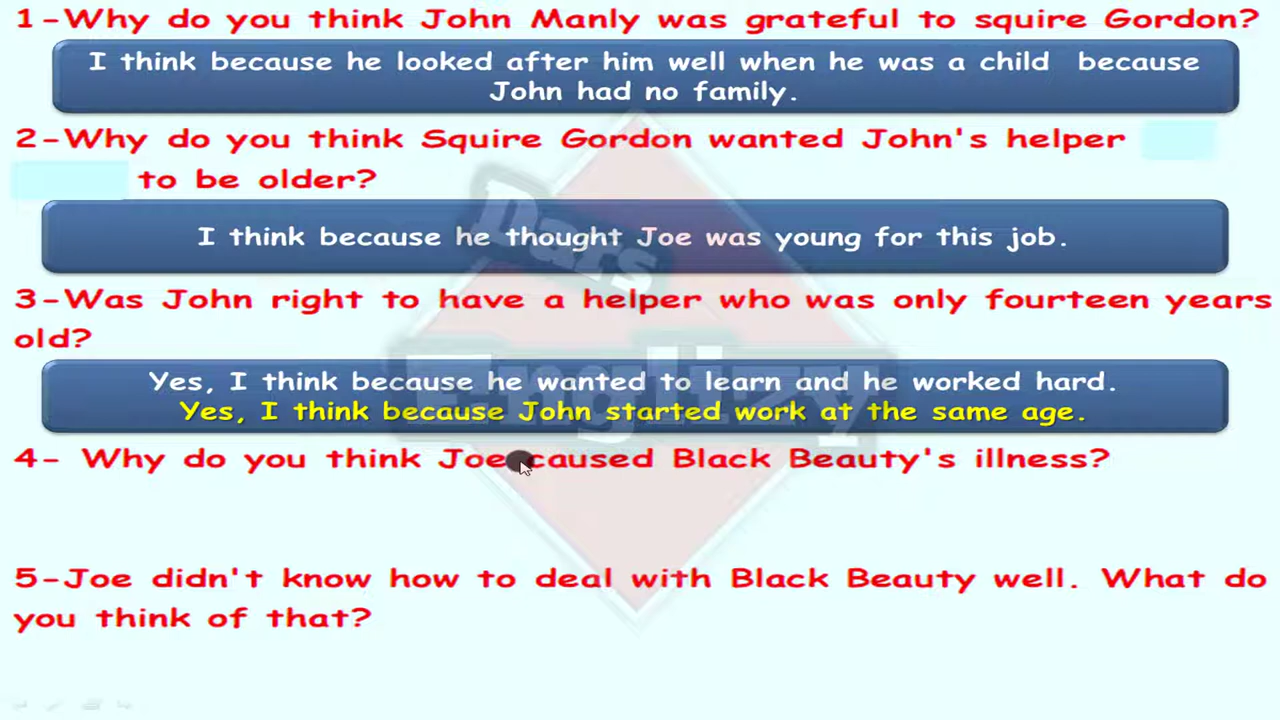 1-Why do you think John Manly was grateful to squire Gordon?
I think because he looked after him well when he was a child because
John had no family.
2-Why do you think Squire Gordon wanted John's helper
to be older?
I think because he thought Joe was young for this job.
3-Was John right to have a helper who was only fourteen years
old?
Yes, I think because he wanted to learn and he worked hard.
Yes, I think because John started work at the same age.
4- Why do you think Joe caused Black Beauty's illness?
5-Joe didn't know how to deal with Black Beauty well. What do
you think of that?
Dars
Englizy